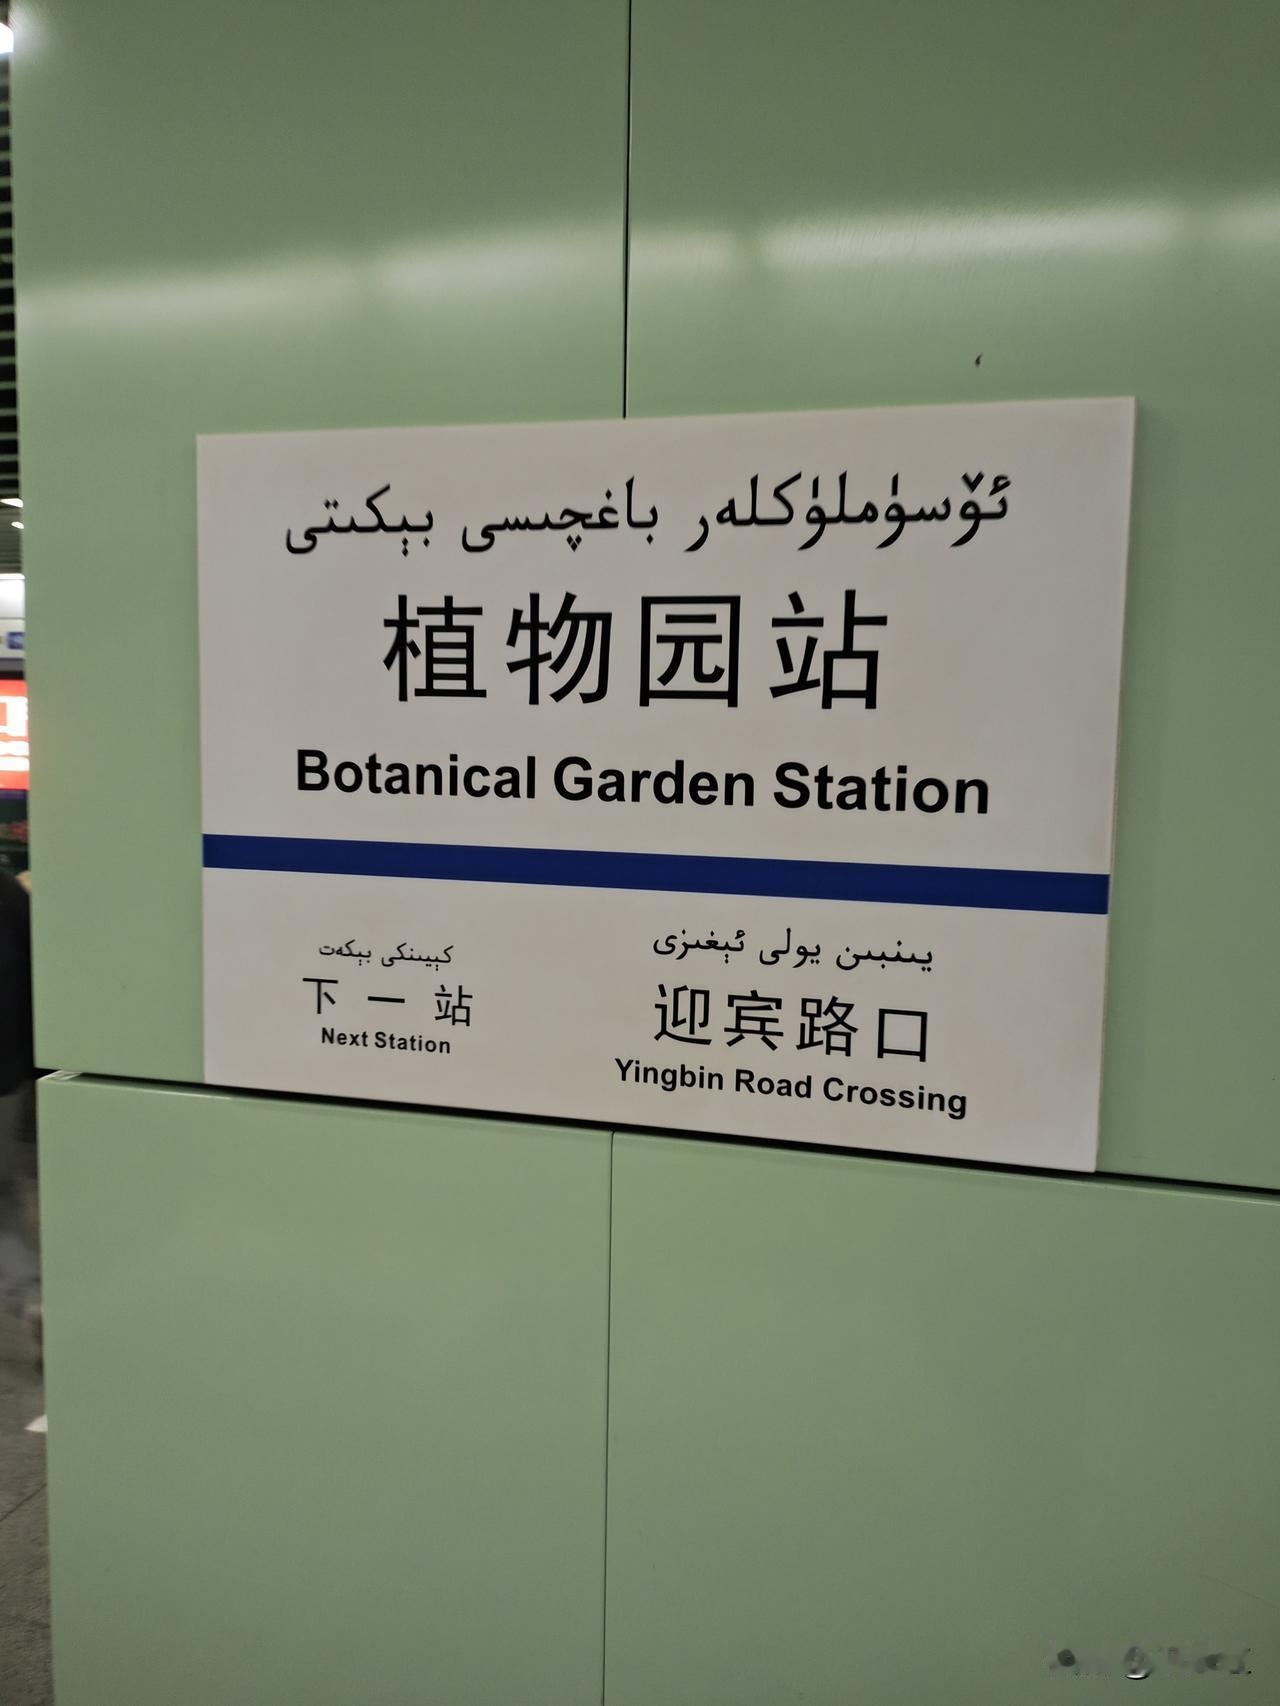 ئۆسۈملۈكلەر باغچىسى بېكىتى
植物园站
Botanical Garden Station
كېيىنكى بېكەت
下一站
Next Station
يىنبىن يولى ئېغىزى
迎宾路口
Yingbin Road Crossing